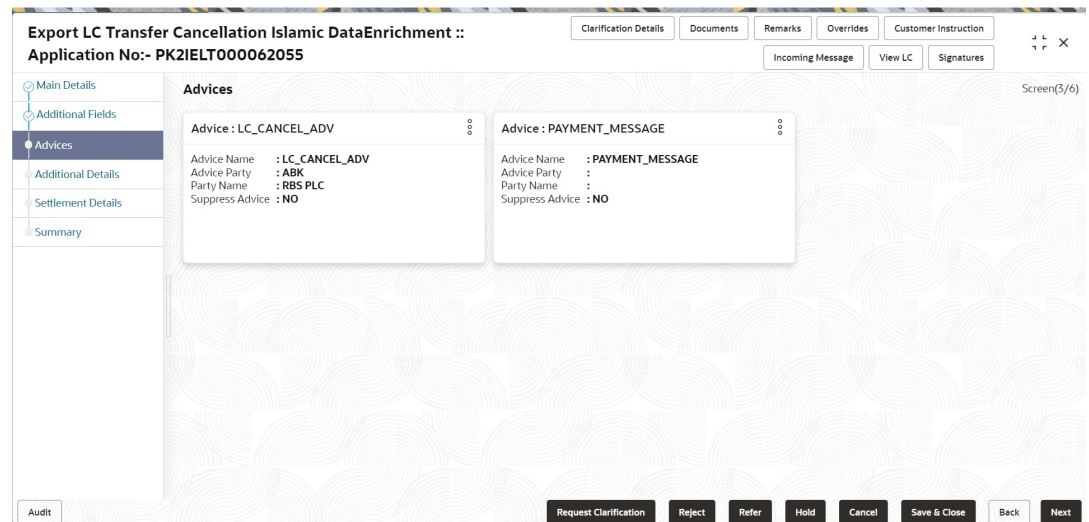 Export LC Transfer Cancellation Islamic DataEnrichment ::
Application No:- PK2IELT000062055
Clarification Details
Documents
Remarks
Overrides
Customer Instruction
Incoming Message
View LC
Signatures
Main Details
Additional Fields
Advices
Additional Details
Settlement Details
Summary
Advices
Screen(3/6)
Advice : LC_CANCEL_ADV
Advice Name : LC_CANCEL_ADV
Advice Party : ABK
Party Name : RBS PLC
Suppress Advice : NO
Advice : PAYMENT_MESSAGE
Advice Name : PAYMENT_MESSAGE
Advice Party :
Party Name :
Suppress Advice : NO
Audit
Request Clarification
Reject
Refer
Hold
Cancel
Save & Close
Back
Next